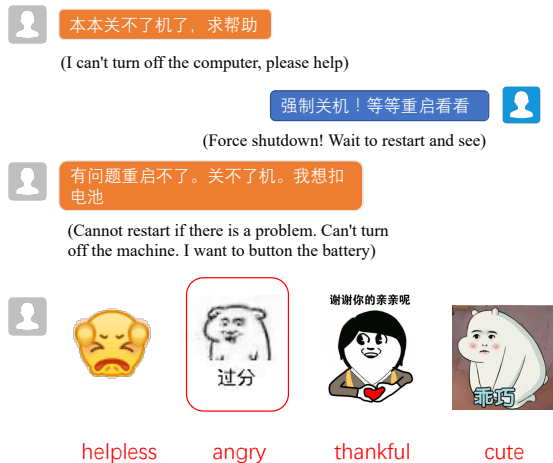 本本关不了机了，求帮助
(I can't turn off the computer, please help)
强制关机！等等重启看看
(Force shutdown! Wait to restart and see)
有问题重启不了。关不了机。我想抠
电池
(Cannot restart if there is a problem. Can't turn
off the machine. I want to button the battery)
谢谢你的亲亲呢
过分
乖巧
helpless angry thankful cute